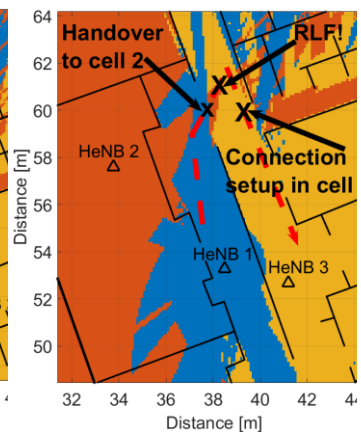 64
Handover
to cell 2
RLF!
62
60
HeNB 2
58
Connection
setup in cell
56
54
HeNB 1
HeNB 3
52
50
Distance [m]
32 34 36 38 40 42 44
Distance [m]